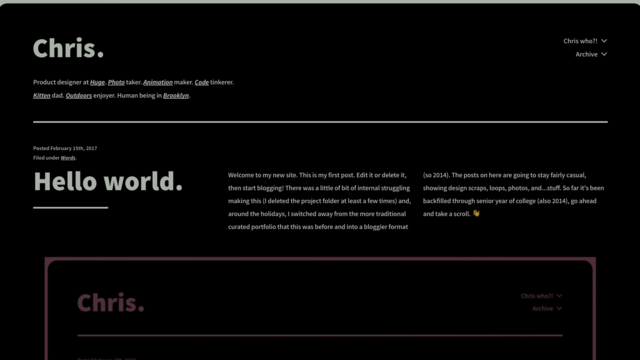 Chris.
Chris who?!
Archive
Product designer at Huge. Photo taker. Animation maker. Code tinkerer.
Kitten dad. Outdoors enjoyer. Human being in Brooklyn.
Posted February 15th, 2017
Filed under Words.
Hello world.
Welcome to my new site. This is my first post. Edit it or delete it,
then start blogging! There was a little of bit of internal struggling
making this (I deleted the project folder at least a few times) and,
around the holidays, I switched away from the more traditional
curated portfolio that this was before and into a bloggier format
(so 2014). The posts on here are going to stay fairly casual,
showing design scraps, loops, photos, and...stuff. So far it's been
backfilled through senior year of college (also 2014), go ahead
and take a scroll. 👋
Chris.
Chris who?!
Archive